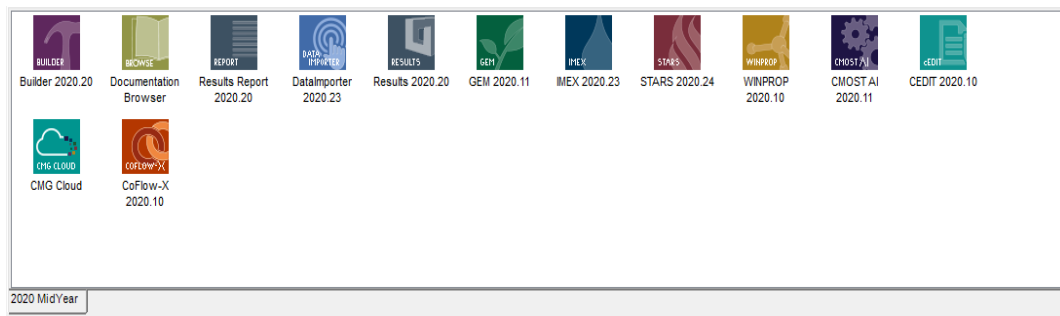 BUILDER BROWSE REPORT DATA IMPORTER RESULTS GEM IMEX STARS WINPROP CMOST AI cEDIT
Builder 2020.20 Documentation Browser Results Report 2020.20 DataImporter 2020.23 Results 2020.20 GEM 2020.11 IMEX 2020.23 STARS 2020.24 WINPROP 2020.10 CMOST AI 2020.11 CEDIT 2020.10
CMG CLOUD COFLOW-X
CMG Cloud CoFlow-X 2020.10
2020 MidYear